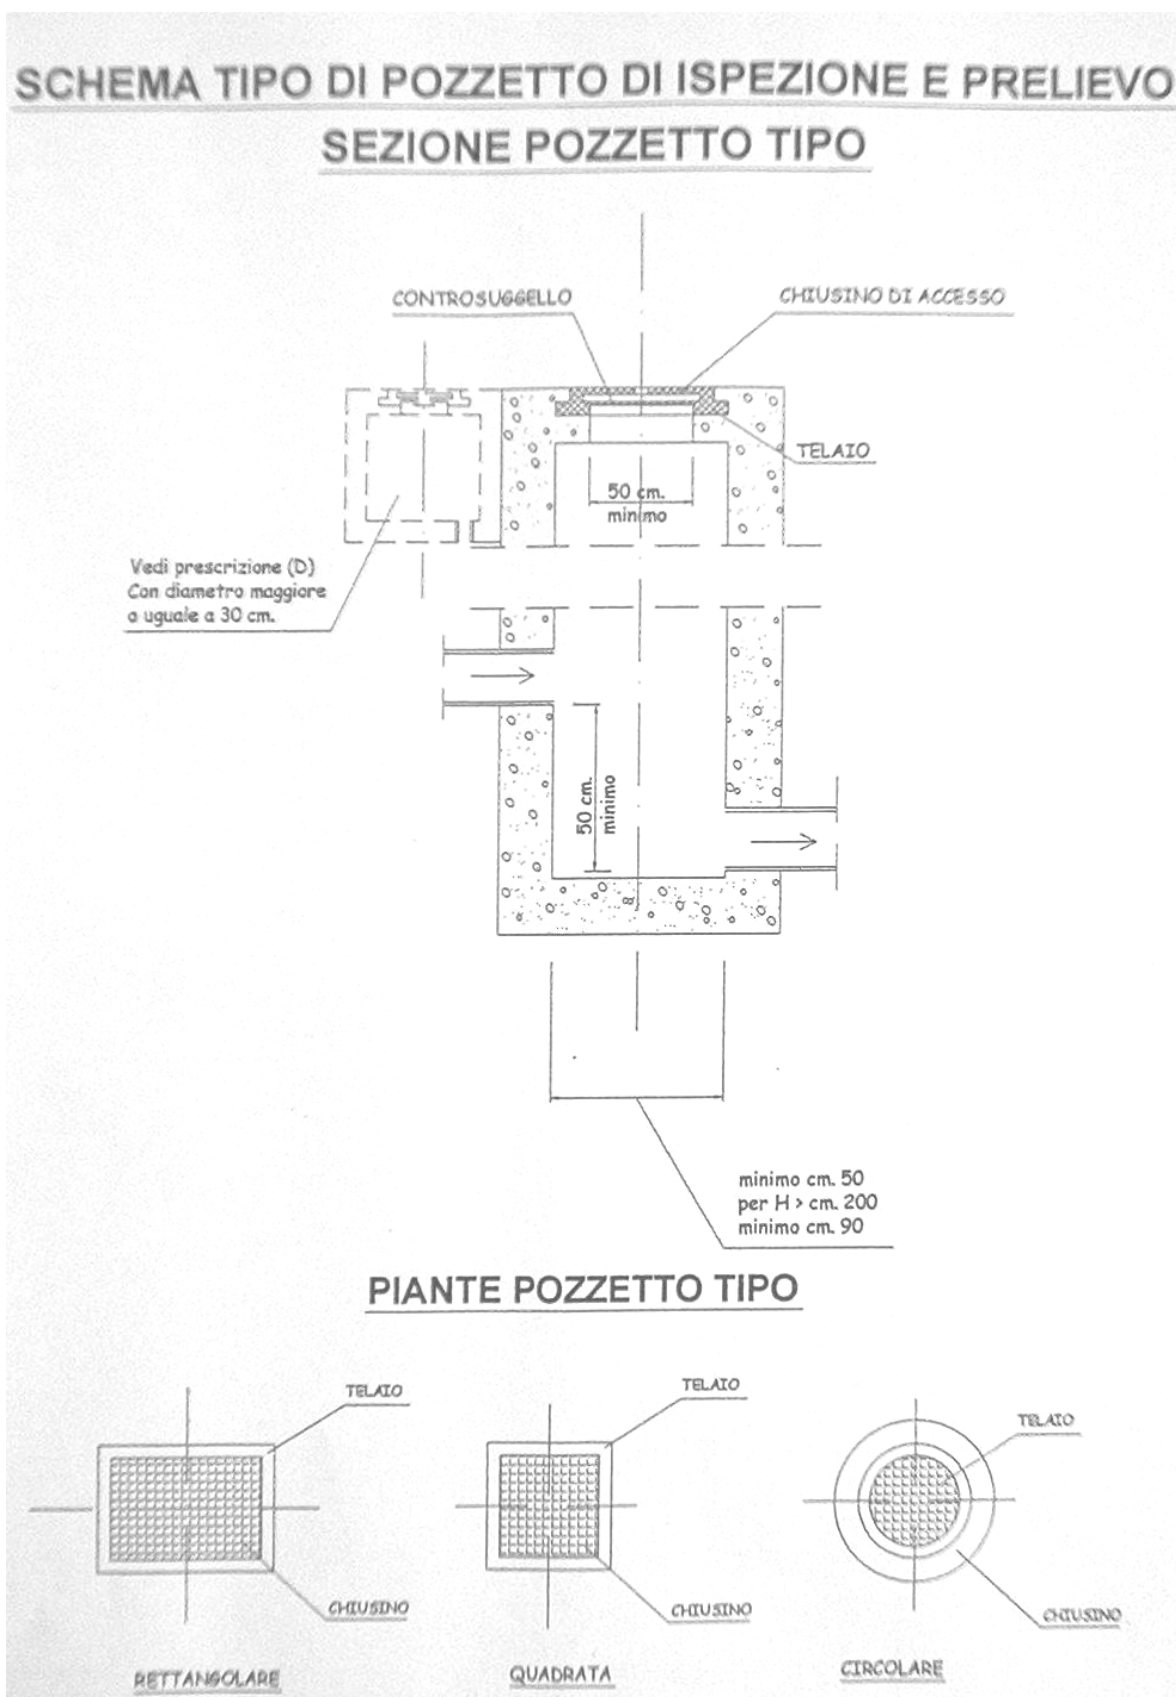 SCHEMA TIPO DI POZZETTO DI ISPEZIONE E PRELIEVO
SEZIONE POZZETTO TIPO
CONTROSUGGELLO
CHIUSINO DI ACCESSO
TELAIO
50 cm.
minimo
Vedi prescrizione (D)
Con diametro maggiore
o uguale a 30 cm.
50 cm.
minimo
minimo cm. 50
per H > cm. 200
minimo cm. 90
PIANTE POZZETTO TIPO
TELAIO
TELAIO
TELAIO
CHIUSINO
CHIUSINO
CHIUSINO
RETTANGOLARE
QUADRATA
CIRCOLARE